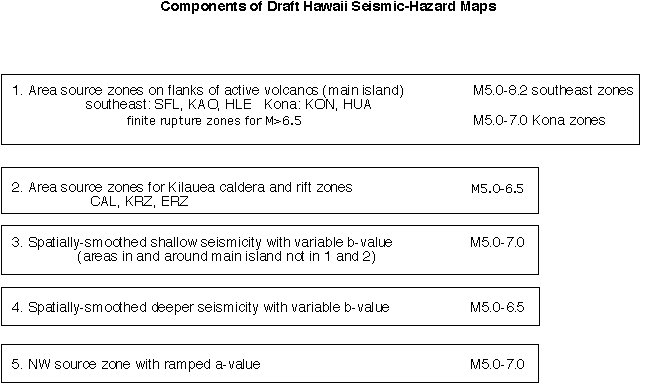 Components of Draft Hawaii Seismic-Hazard Maps
1. Area source zones on flanks of active volcanos (main island) M5.0-8.2 southeast zones
southeast: SFL, KAO, HLE Kona: KON, HUA
finite rupture zones for M>6.5 M5.0-7.0 Kona zones
2. Area source zones for Kilauea caldera and rift zones M5.0-6.5
CAL, KRZ, ERZ
3. Spatially-smoothed shallow seismicity with variable b-value M5.0-7.0
(areas in and around main island not in 1 and 2)
4. Spatially-smoothed deeper seismicity with variable b-value M5.0-6.5
5. NW source zone with ramped a-value M5.0-7.0